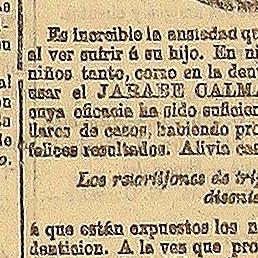 Es increible la ansiedad qu
al ver sufrir á su hijo. En ni
niños tanto, como en la den
usar el JARABE CALMA
cuya eficacia ha sido suficien
llares de casos, habiendo pro
felices resultados. Alivia cas
Los retortijones de
disent
á que están expuestos los n
denticion. A la vez que pro